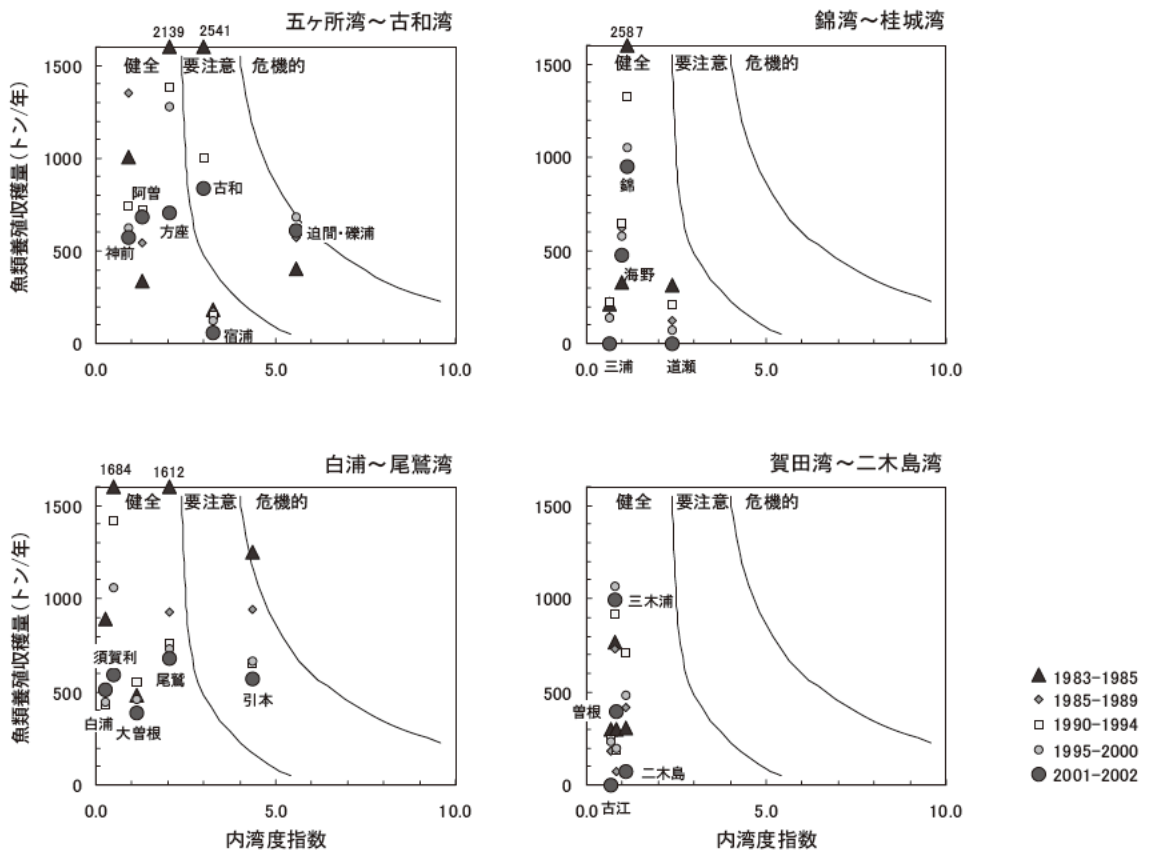 五ヶ所湾～古和湾
2139
2541
健全
要注意
危機的
1500
1000
500
0
魚類養殖収穫量(トン/年)
阿曽
神前
方座
古和
迫間・礫浦
宿浦
0.0
5.0
10.0
錦湾～桂城湾
2587
健全
要注意
危機的
1500
1000
500
0
錦
海野
三浦
道瀬
0.0
5.0
10.0
白浦～尾鷲湾
1684
1612
健全
要注意
危機的
1500
1000
500
0
魚類養殖収穫量(トン/年)
須賀利
白浦
大曽根
尾鷲
引本
0.0
5.0
10.0
内湾度指数
賀田湾～二木島湾
健全
要注意
危機的
1500
1000
500
0
三木浦
曽根
二木島
古江
0.0
5.0
10.0
内湾度指数
1983-1985
1985-1989
1990-1994
1995-2000
2001-2002